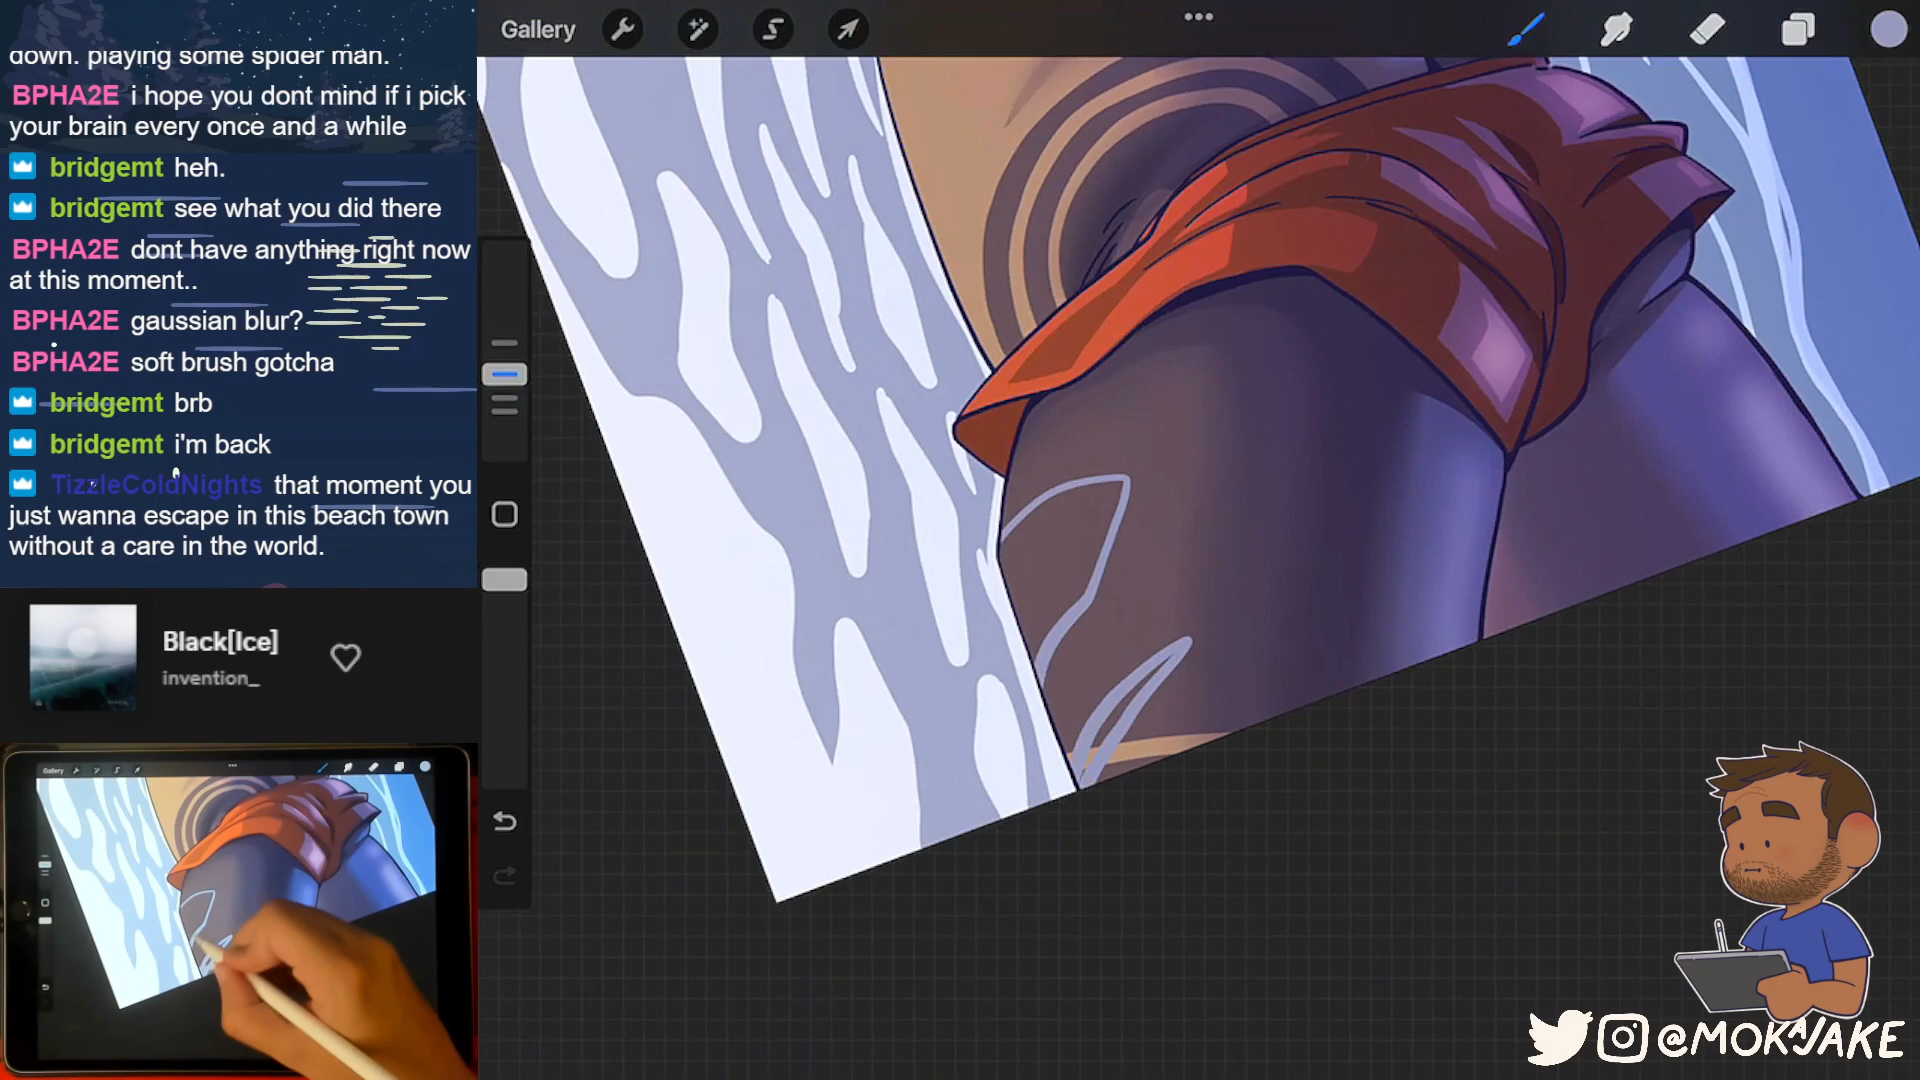 down. playing some spider man.
BPHA2E i hope you dont mind if i pick
your brain every once and a while
bridgemt heh.
bridgemt see what you did there
BPHA2E dont have anything right now
at this moment..
BPHA2E gaussian blur?
BPHA2E soft brush gotcha
bridgemt brb
bridgemt i'm back
TizzleColdNights that moment you
just wanna escape in this beach town
without a care in the world.
Black[Ice]
invention_
Gallery
Gallery
@MOKAJAKE